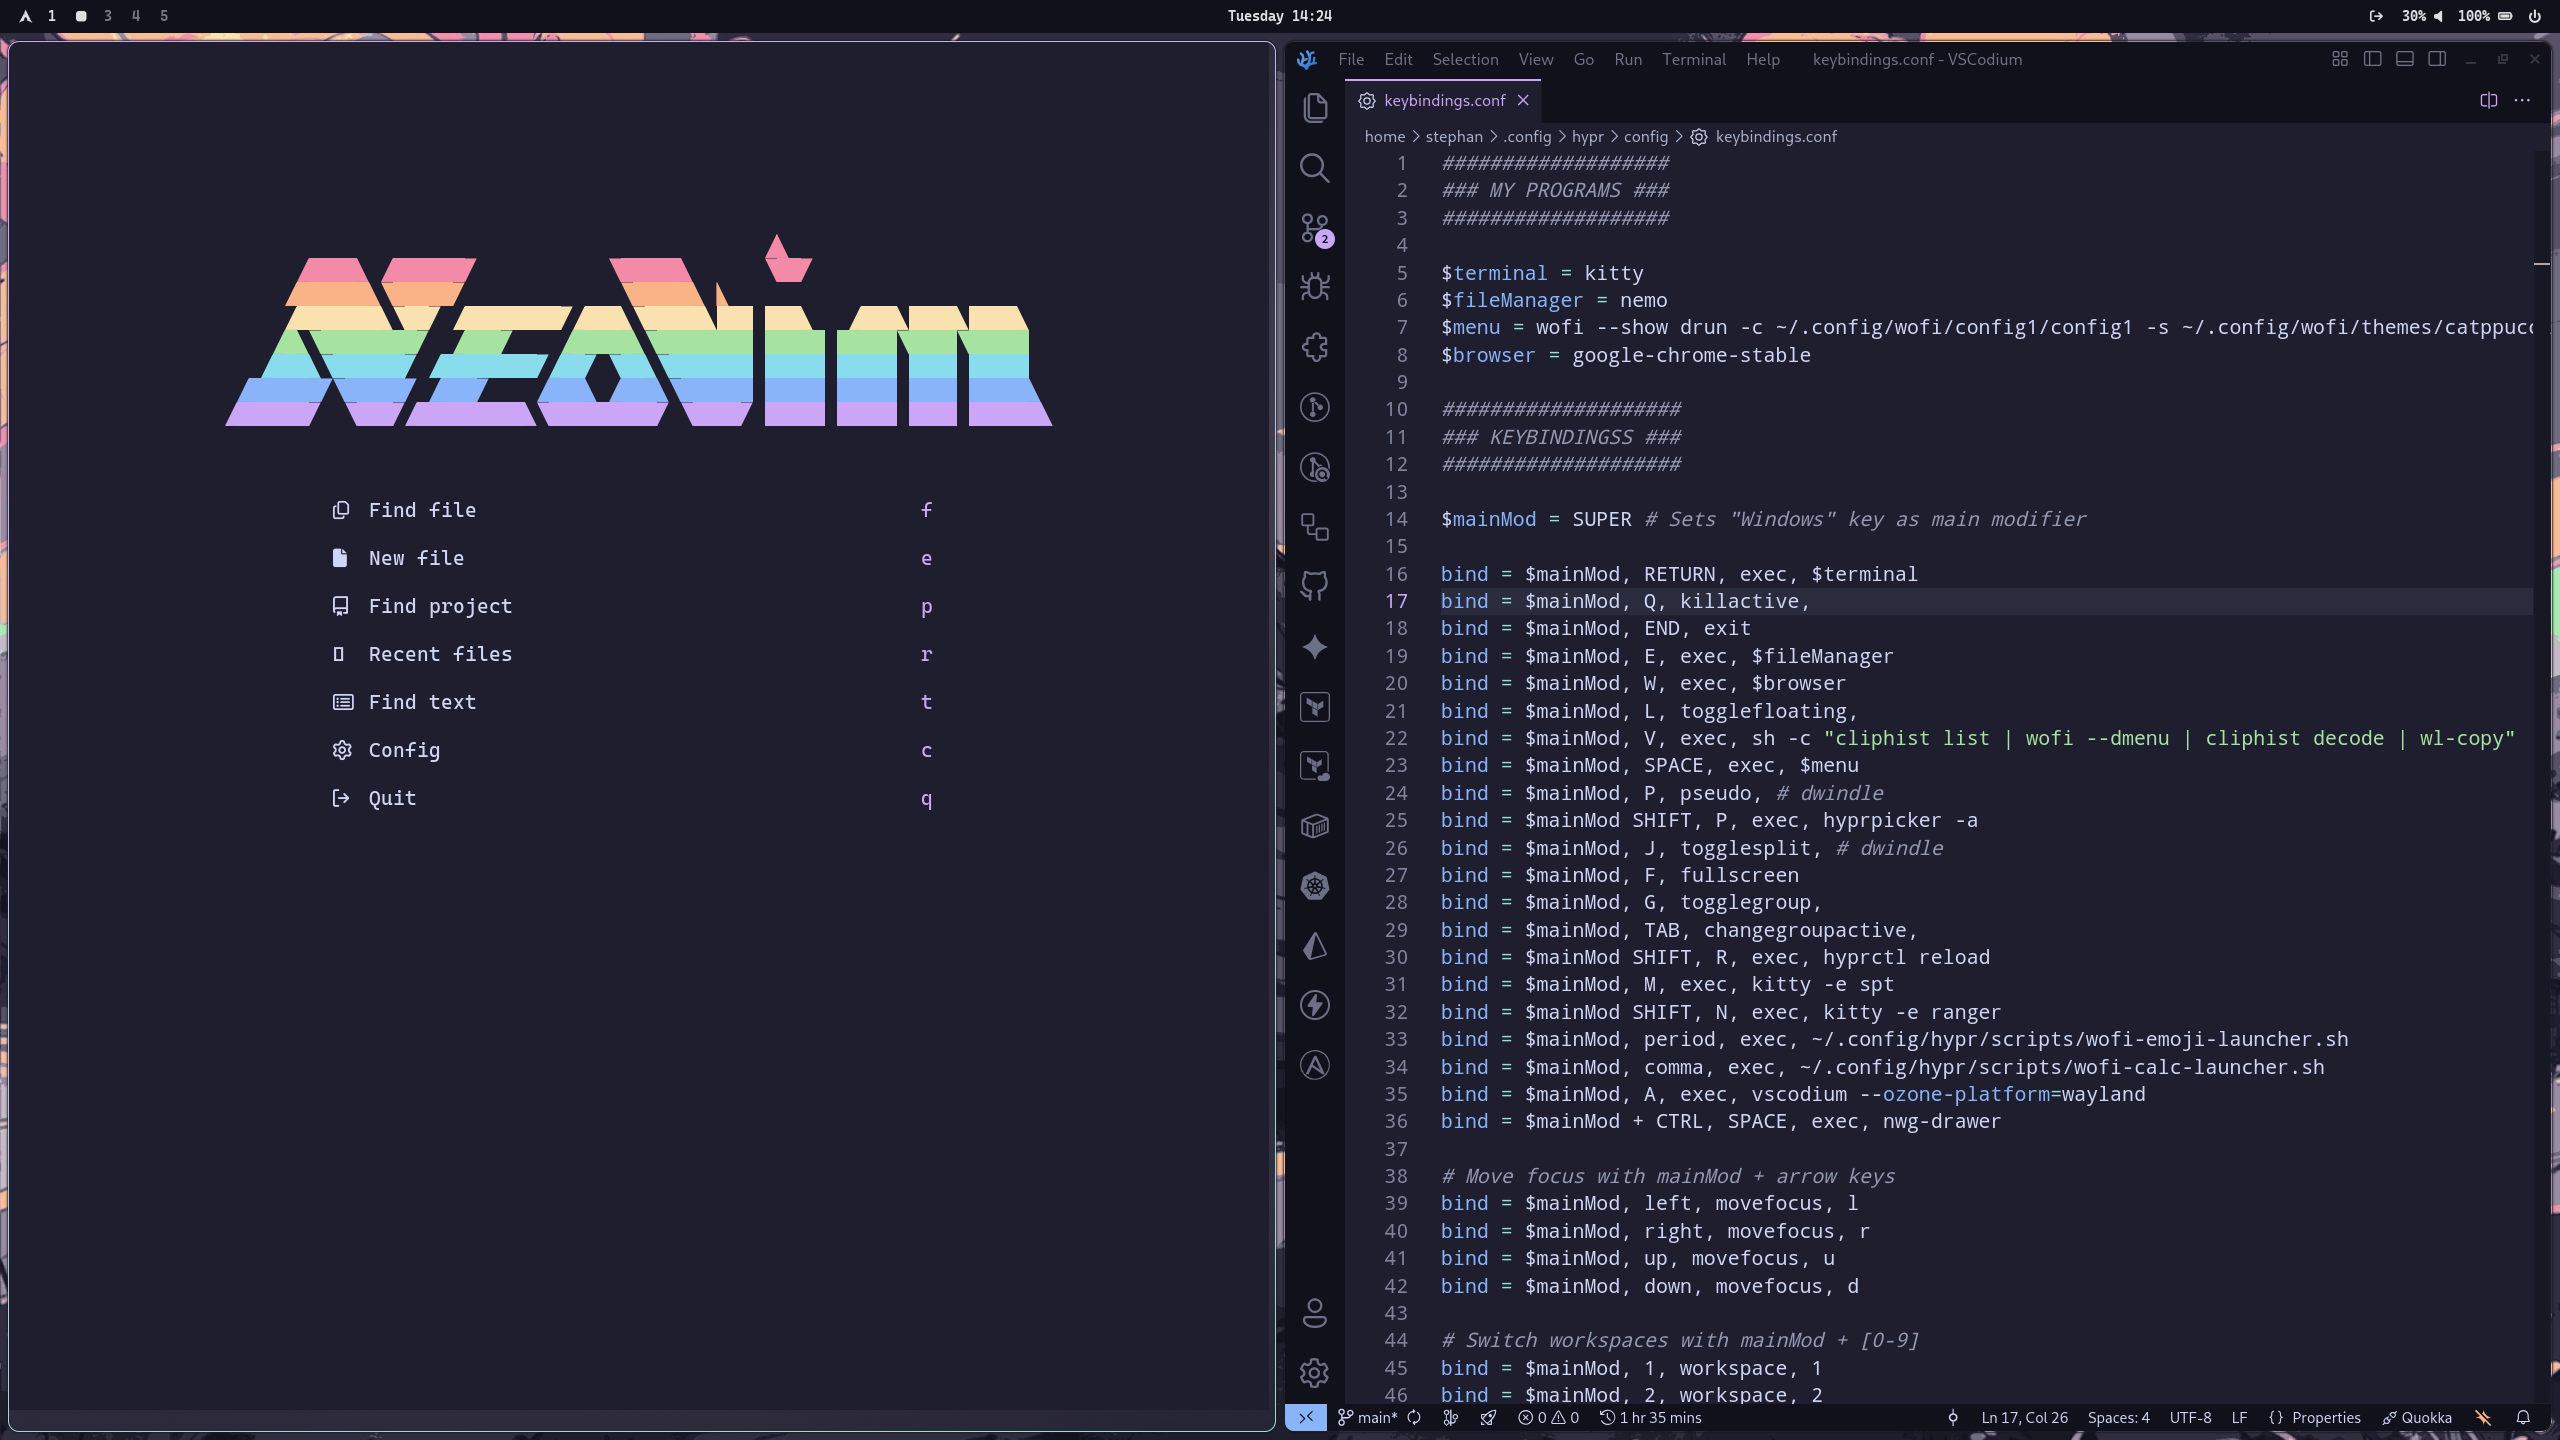 1 3 4 5
Tuesday 14:24
30% 100%
Neovim
Find file f
New file e
Find project p
Recent files r
Find text t
Config c
Quit q
File Edit Selection View Go Run Terminal Help keybindings.conf - VSCodium
keybindings.conf
home > stephan > .config > hypr > config > keybindings.conf
2
1 ###################
2 ### MY PROGRAMS ###
3 ###################
4
5 $terminal = kitty
6 $fileManager = nemo
7 $menu = wofi --show drun -c ~/.config/wofi/config1/config1 -s ~/.config/wofi/themes/catppucc
8 $browser = google-chrome-stable
9
10 ####################
11 ### KEYBINDINGSS ###
12 ####################
13
14 $mainMod = SUPER # Sets "Windows" key as main modifier
15
16 bind = $mainMod, RETURN, exec, $terminal
17 bind = $mainMod, Q, killactive,
18 bind = $mainMod, END, exit
19 bind = $mainMod, E, exec, $fileManager
20 bind = $mainMod, W, exec, $browser
21 bind = $mainMod, L, togglefloating,
22 bind = $mainMod, V, exec, sh -c "cliphist list | wofi --dmenu | cliphist decode | wl-copy"
23 bind = $mainMod, SPACE, exec, $menu
24 bind = $mainMod, P, pseudo, # dwindle
25 bind = $mainMod SHIFT, P, exec, hyprpicker -a
26 bind = $mainMod, J, togglesplit, # dwindle
27 bind = $mainMod, F, fullscreen
28 bind = $mainMod, G, togglegroup,
29 bind = $mainMod, TAB, changegroupactive,
30 bind = $mainMod SHIFT, R, exec, hyprctl reload
31 bind = $mainMod, M, exec, kitty -e spt
32 bind = $mainMod SHIFT, N, exec, kitty -e ranger
33 bind = $mainMod, period, exec, ~/.config/hypr/scripts/wofi-emoji-launcher.sh
34 bind = $mainMod, comma, exec, ~/.config/hypr/scripts/wofi-calc-launcher.sh
35 bind = $mainMod, A, exec, vscodium --ozone-platform=wayland
36 bind = $mainMod + CTRL, SPACE, exec, nwg-drawer
37
38 # Move focus with mainMod + arrow keys
39 bind = $mainMod, left, movefocus, l
40 bind = $mainMod, right, movefocus, r
41 bind = $mainMod, up, movefocus, u
42 bind = $mainMod, down, movefocus, d
43
44 # Switch workspaces with mainMod + [0-9]
45 bind = $mainMod, 1, workspace, 1
46 bind = $mainMod, 2, workspace, 2
main* 0 0 1 hr 35 mins Ln 17, Col 26 Spaces: 4 UTF-8 LF {} Properties Quokka